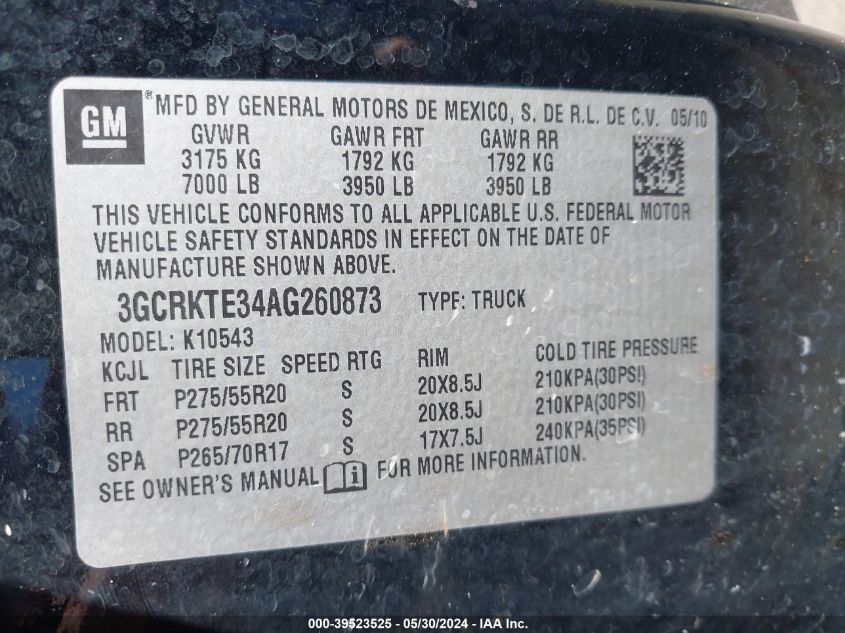 GM ® MFD BY GENERAL MOTORS DE MEXICO, S. DE R.L. DE C.V. 05/10
GVWR GAWR FRT GAWR RR
3175 KG 1792 KG 1792 KG
7000 LB 3950 LB 3950 LB
THIS VEHICLE CONFORMS TO ALL APPLICABLE U.S. FEDERAL MOTOR
VEHICLE SAFETY STANDARDS IN EFFECT ON THE DATE OF
MANUFACTURE SHOWN ABOVE.
3GCRKTE34AG260873 TYPE: TRUCK
MODEL: K10543
KCJL TIRE SIZE SPEED RTG RIM COLD TIRE PRESSURE
FRT P275/55R20 S 20X8.5J 210KPA(30PSI)
RR P275/55R20 S 20X8.5J 210KPA(30PSI)
SPA P265/70R17 S 17X7.5J 240KPA(35PSI)
SEE OWNER'S MANUAL i FOR MORE INFORMATION.
000-39523525 - 05/30/2024 - IAA Inc.